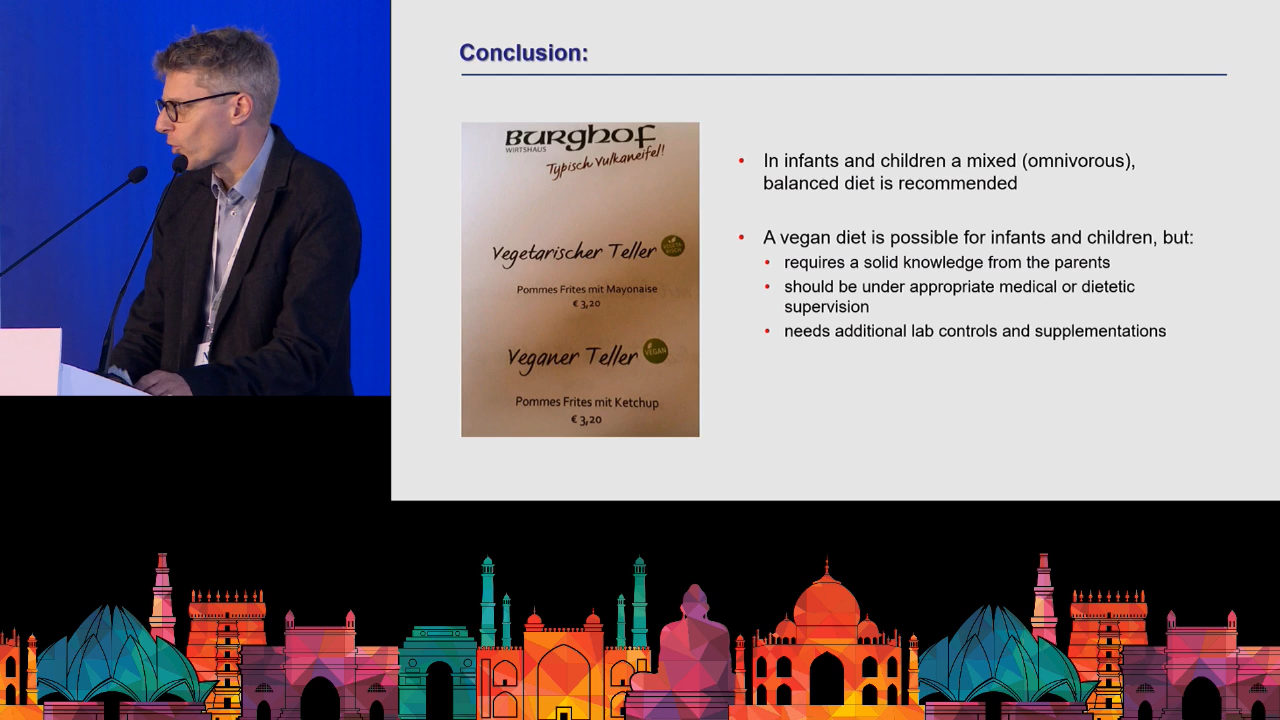 Conclusion:
BURGHOF
WIRTSHAUS
Typisch Vulkaneifel!
Vegetarischer Teller
Pommes Frites mit Mayonaise
€ 3,20
Veganer Teller
VEGAN
Pommes Frites mit Ketchup
€ 3,20
• In infants and children a mixed (omnivorous),
balanced diet is recommended
• A vegan diet is possible for infants and children, but:
• requires a solid knowledge from the parents
• should be under appropriate medical or dietetic
supervision
• needs additional lab controls and supplementations